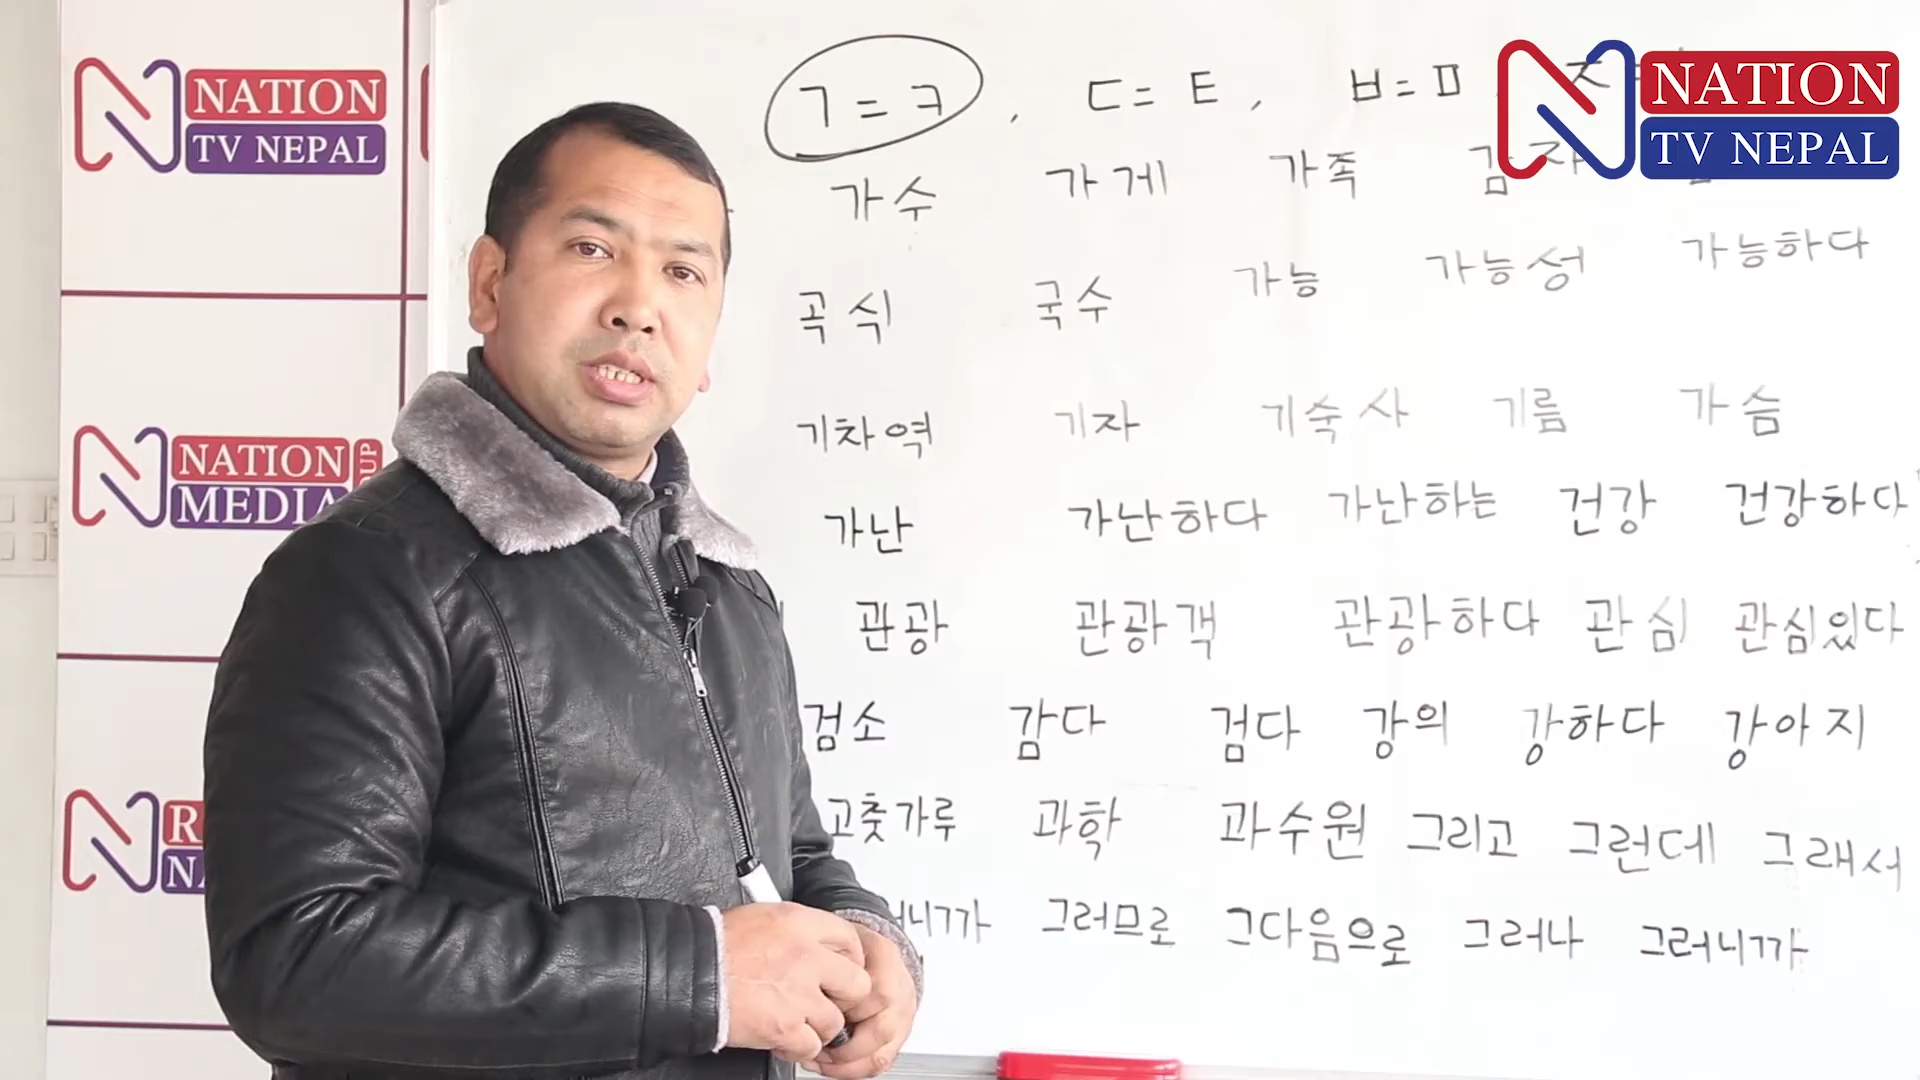 NATION
TV NEPAL
NATION
MEDIA
NATION
TV NEPAL
ㄱ=ㅋ, ㄷ=ㅌ, ㅂ=ㅍ, ㅈ
가수 가게 가족 감자
곡식 국수 가능 가능성 가능하다
기차역 기자 기숙사 기름 가슴
가난 가난하다 가난하는 건강 건강하다
관광 관광객 관광하다 관심 관심있다
검소 감다 검다 강의 강하다 강아지
고춧가루 과학 과수원 그리고 그런데 그래서
러니까 그러므로 그다음으로 그러나 그러니까